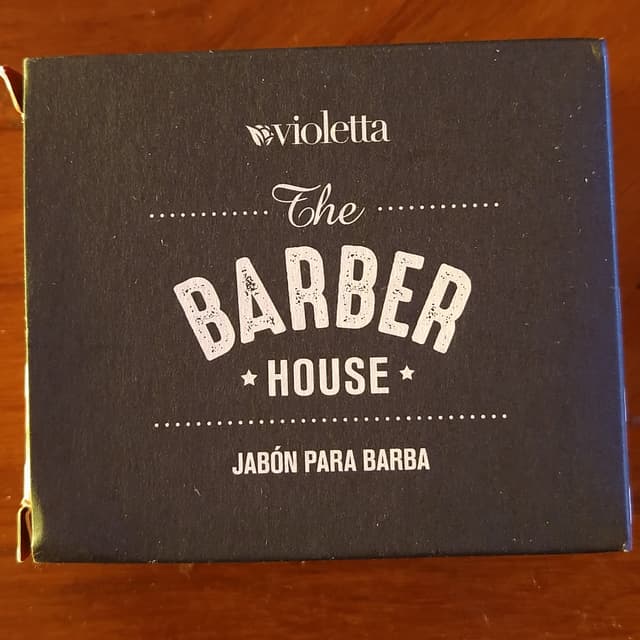 violetta
The
BARBER
HOUSE
JABÓN PARA BARBA